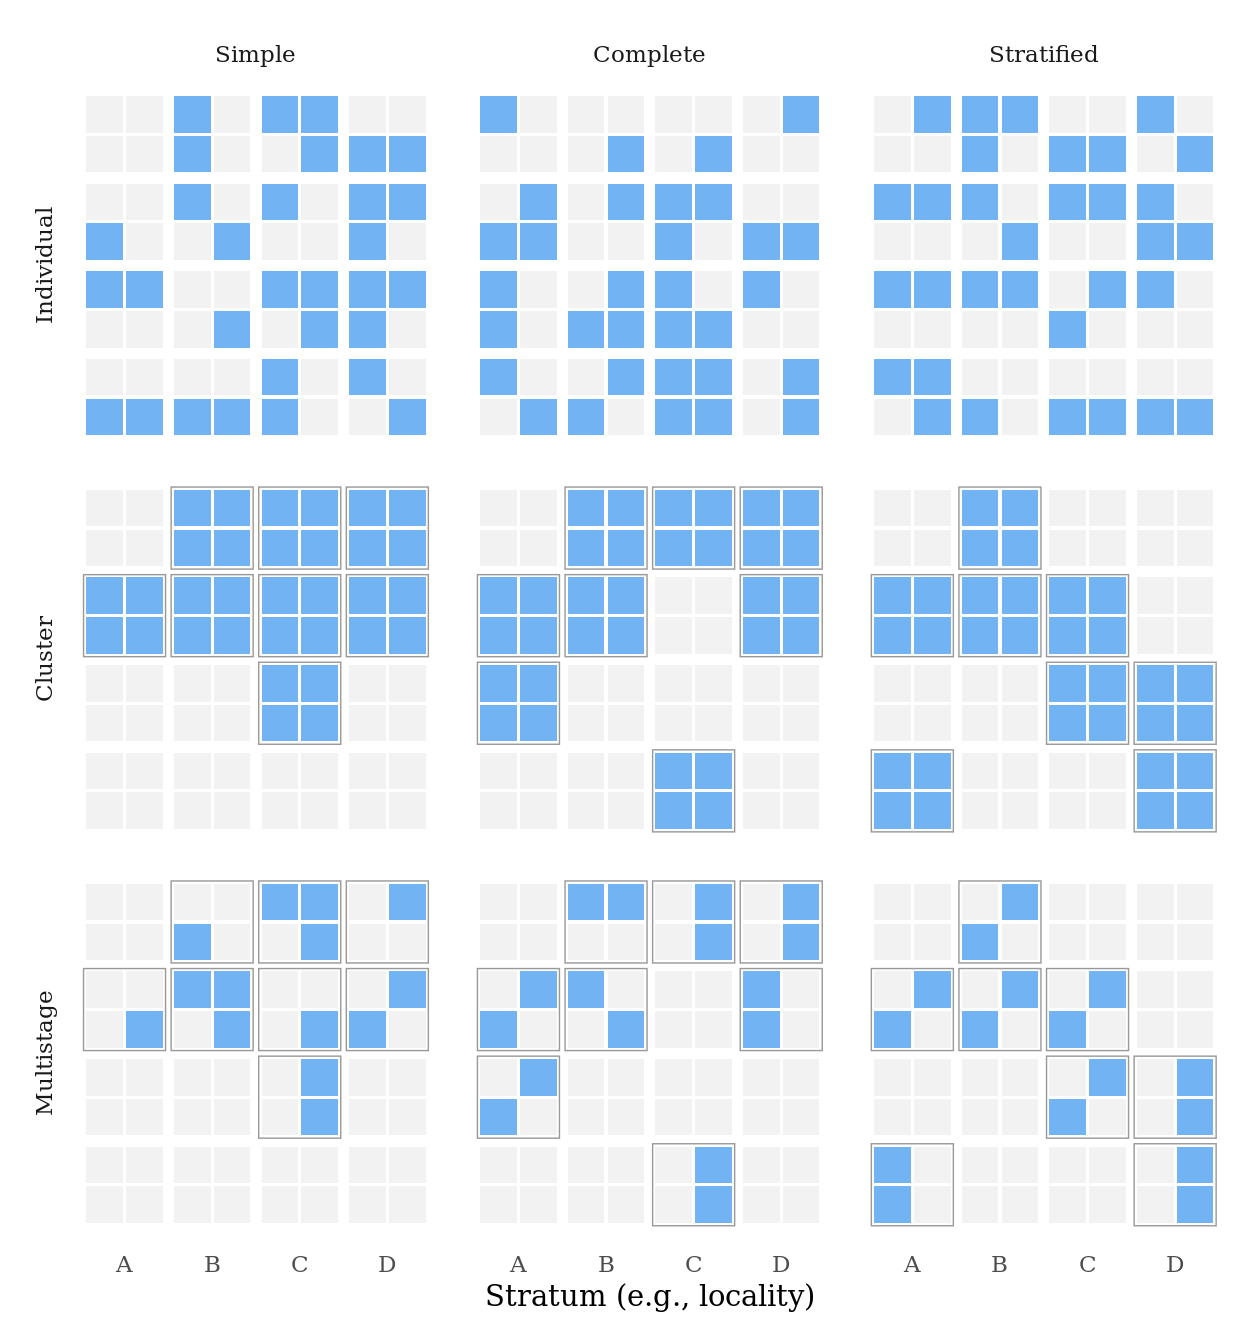 Simple Complete Stratified
Individual
Cluster
Multistage
A B C D A B C D A B C D
Stratum (e.g., locality)